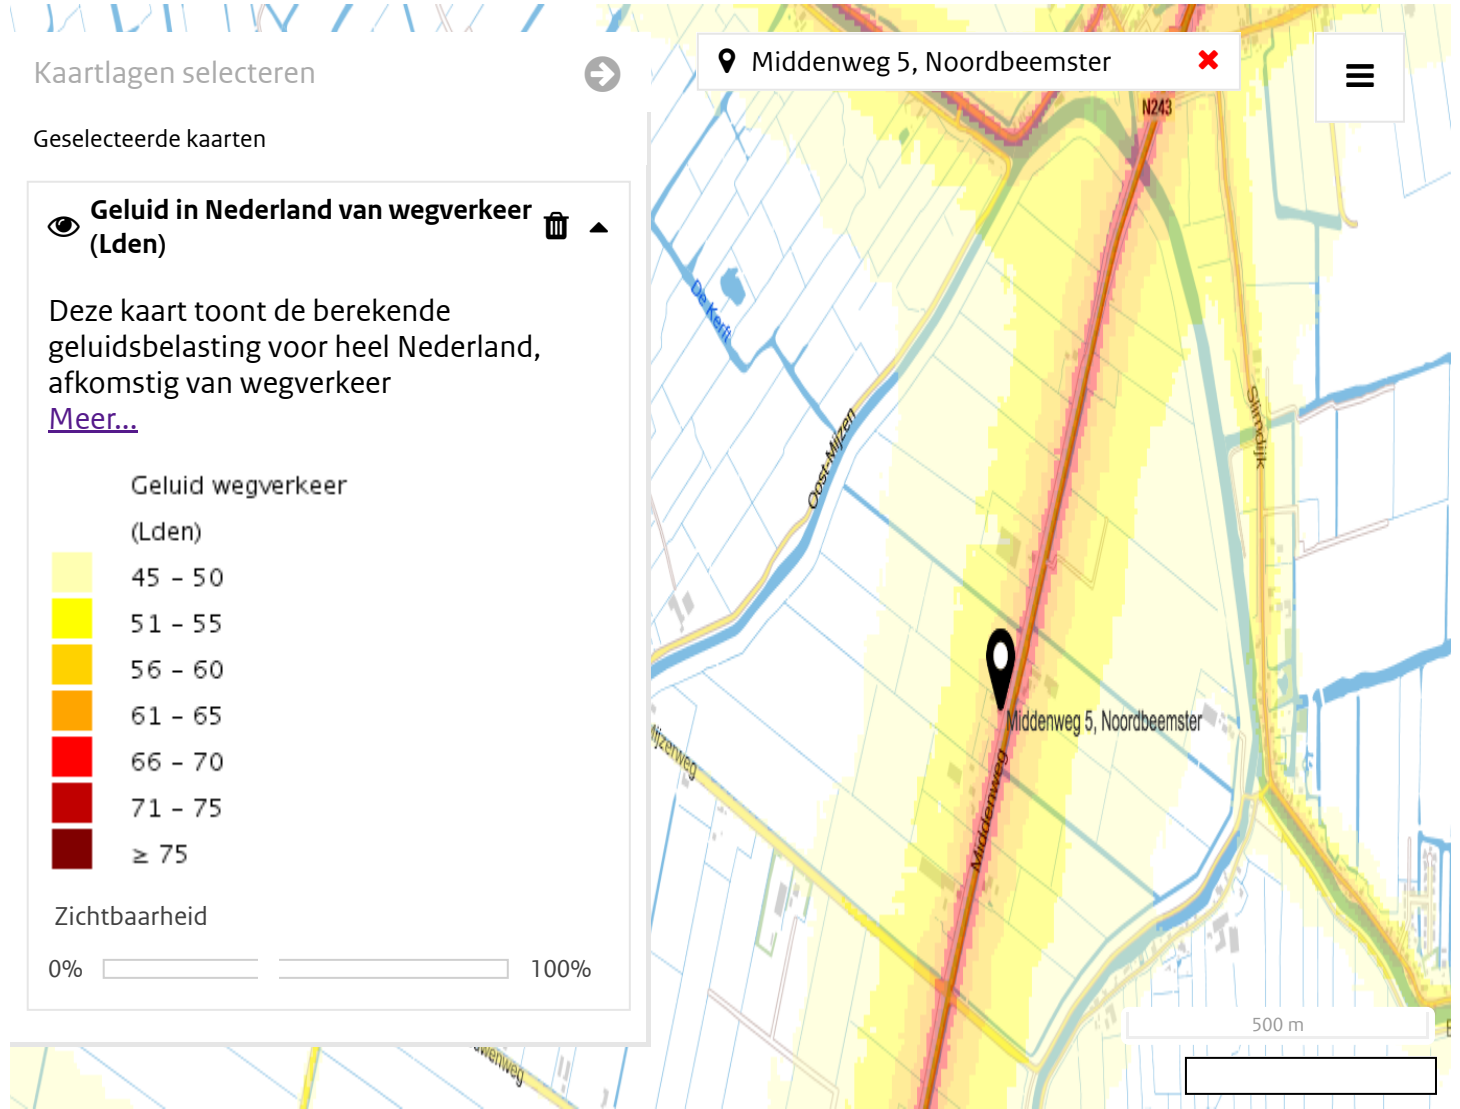 Kaartlagen selecteren
Middenweg 5, Noordbeemster
Geselecteerde kaarten
N243
Geluid in Nederland van wegverkeer
(Lden)
Deze kaart toont de berekende
geluidsbelasting voor heel Nederland,
afkomstig van wegverkeer
Meer...
De Kerft
Oost-Mijzen
Slimdijk
Geluid wegverkeer
(Lden)
45 – 50
51 – 55
56 – 60
61 – 65
66 – 70
71 – 75
≥ 75
Middenweg 5, Noordbeemster
Mijzerweg
Middenweg
Zichtbaarheid
0%
100%
500 m